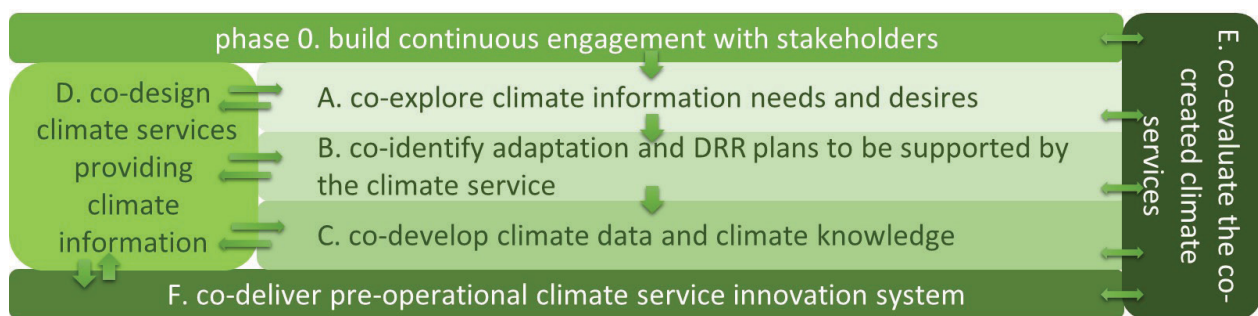 phase 0. build continuous engagement with stakeholders
D. co-design
climate services
providing
climate
information
A. co-explore climate information needs and desires
B. co-identify adaptation and DRR plans to be supported by
the climate service
C. co-develop climate data and climate knowledge
F. co-deliver pre-operational climate service innovation system
E. co-evaluate the co-
created climate
services